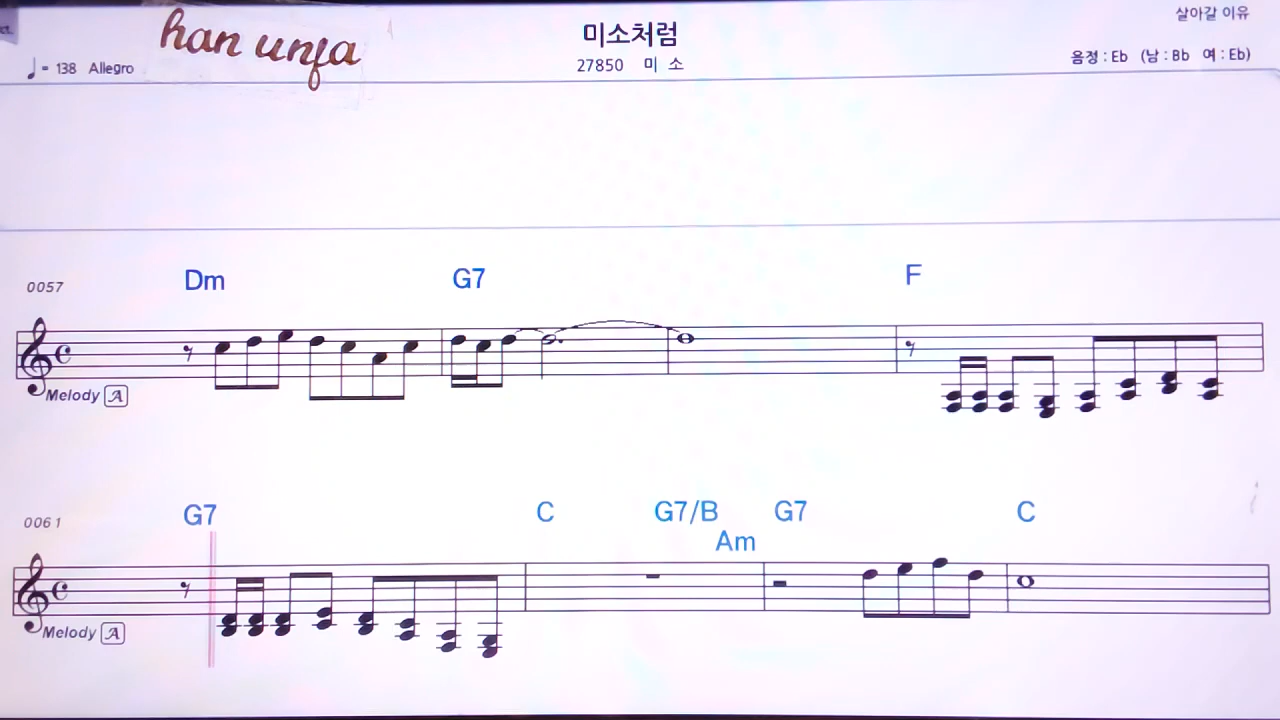 han unfa
미소처럼
살아갈 이유
♩ = 138 Allegro
27850 미 소
음정 : Eb (남 : Bb 여 : Eb)
Dm G7 F
0057
Melody A
G7 C G7/B Am G7 C
0061
Melody A